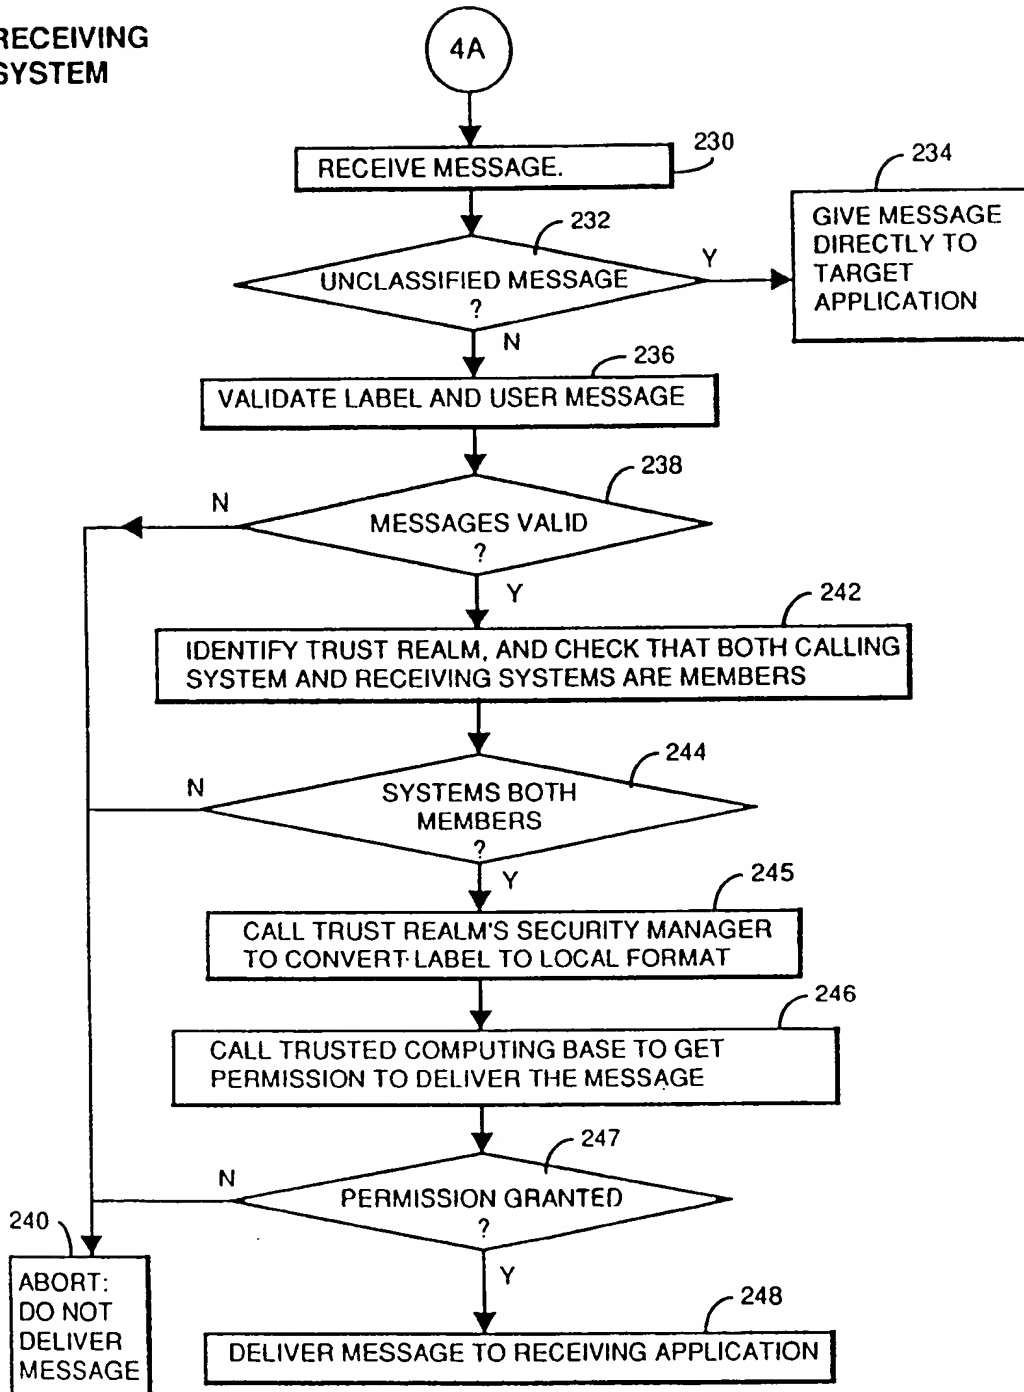 RECEIVING
SYSTEM
4A
230
RECEIVE MESSAGE.
234
232
GIVE MESSAGE
DIRECTLY TO
TARGET
APPLICATION
Y
UNCLASSIFIED MESSAGE
?
N
236
VALIDATE LABEL AND USER MESSAGE
238
N
MESSAGES VALID
?
Y
242
IDENTIFY TRUST REALM, AND CHECK THAT BOTH CALLING
SYSTEM AND RECEIVING SYSTEMS ARE MEMBERS
244
N
SYSTEMS BOTH
MEMBERS
?
Y
245
CALL TRUST REALM'S SECURITY MANAGER
TO CONVERT LABEL TO LOCAL FORMAT
246
CALL TRUSTED COMPUTING BASE TO GET
PERMISSION TO DELIVER THE MESSAGE
247
N
PERMISSION GRANTED
?
Y
240
ABORT:
DO NOT
DELIVER
MESSAGE
248
DELIVER MESSAGE TO RECEIVING APPLICATION